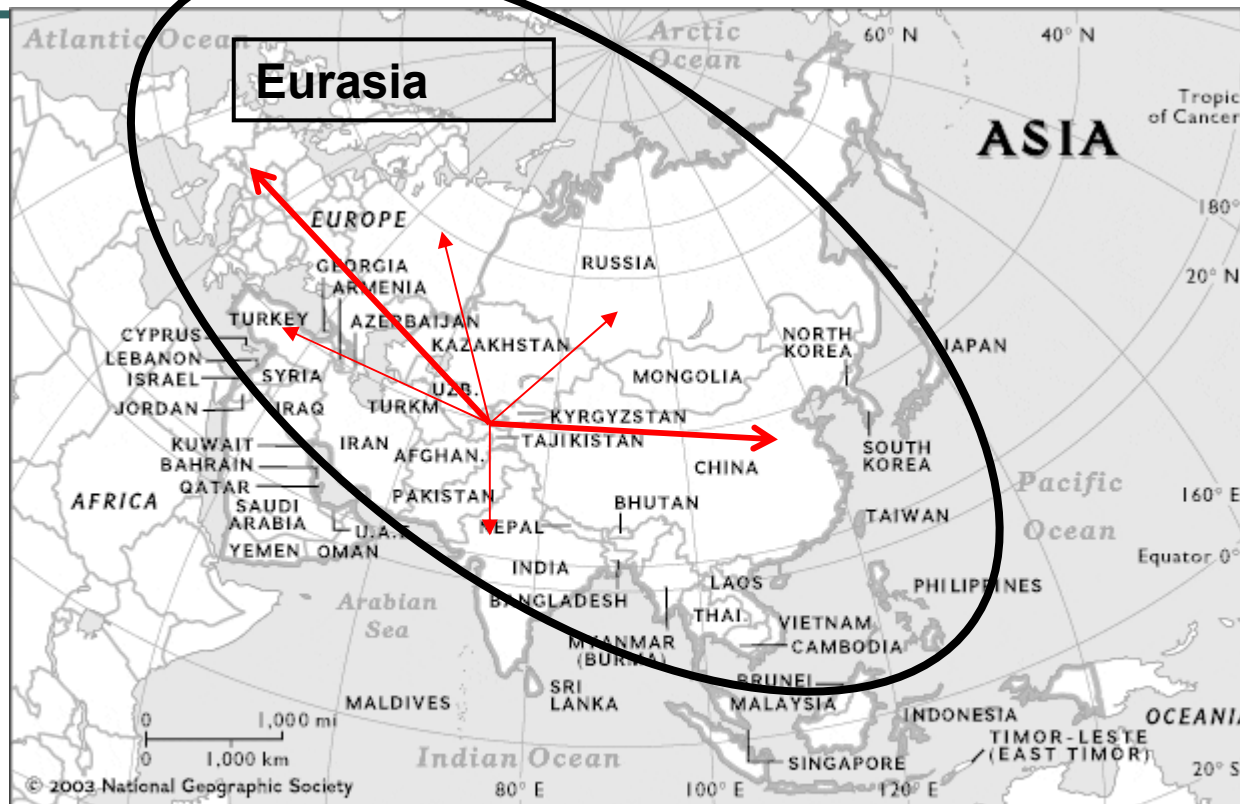 Atlantic Ocean
Eurasia
Arctic
Ocean
60° N
40° N
Tropic
of Cancer
ASIA
180°
20° N
EUROPE
RUSSIA
GEORGIA
ARMENIA
TURKEY
AZERBAIJAN
KAZAKHSTAN
CYPRUS
LEBANON
ISRAEL
JORDAN
SYRIA
IRAQ
UZB.
TURKM.
NORTH
KOREA
JAPAN
MONGOLIA
KYRGYZSTAN
TAJIKISTAN
KUWAIT
BAHRAIN
QATAR
IRAN
AFGHAN.
CHINA
SOUTH
KOREA
AFRICA
SAUDI
ARABIA
PAKISTAN
BHUTAN
Pacific
Ocean
160° E
U.A.E.
NEPAL
TAIWAN
YEMEN
OMAN
INDIA
Equator 0°
Arabian
Sea
BANGLADESH
LAOS
PHILIPPINES
THAI.
VIETNAM
CAMBODIA
MYANMAR
(BURMA)
SRI
LANKA
MALDIVES
BRUNEI
MALAYSIA
INDONESIA
OCEANIA
TIMOR-LESTE
(EAST TIMOR)
SINGAPORE
0
1,000 mi
0
1,000 km
Indian Ocean
© 2003 National Geographic Society
80° E
100° E
120° E
20° S